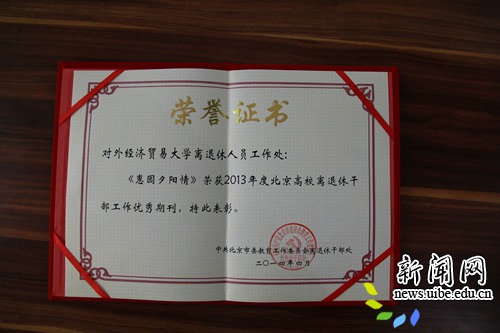 荣誉证书
对外经济贸易大学离退休人员工作处：
《惠园夕阳情》荣获2013年度北京高校离退休干
部工作优秀期刊，特此表彰。
中共北京市委教育工作委员会离退休干部处
二〇一四年四月
新闻网
news.uibe.edu.cn